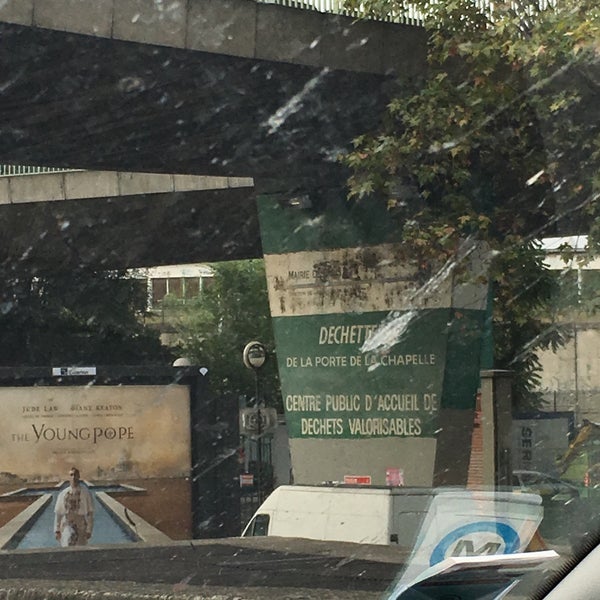 MAIRIE
DECHETTE
DE LA PORTE DE LA CHAPELLE
CENTRE PUBLIC D'ACCUEIL DE
DECHETS VALORISABLES
JUDE LAW DIANE KEATON
THE YOUNG POPE
M